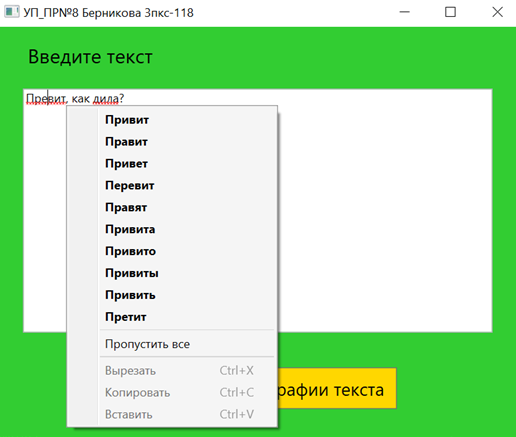 УП_ПР№8 Берникова 3пкс-118
Введите текст
Превит, как дила?
Привит
Правит
Привет
Перевит
Правят
Привита
Привито
Привиты
Привить
Претит
Пропустить все
Вырезать Ctrl+X
Копировать Ctrl+C
Вставить Ctrl+V
текста